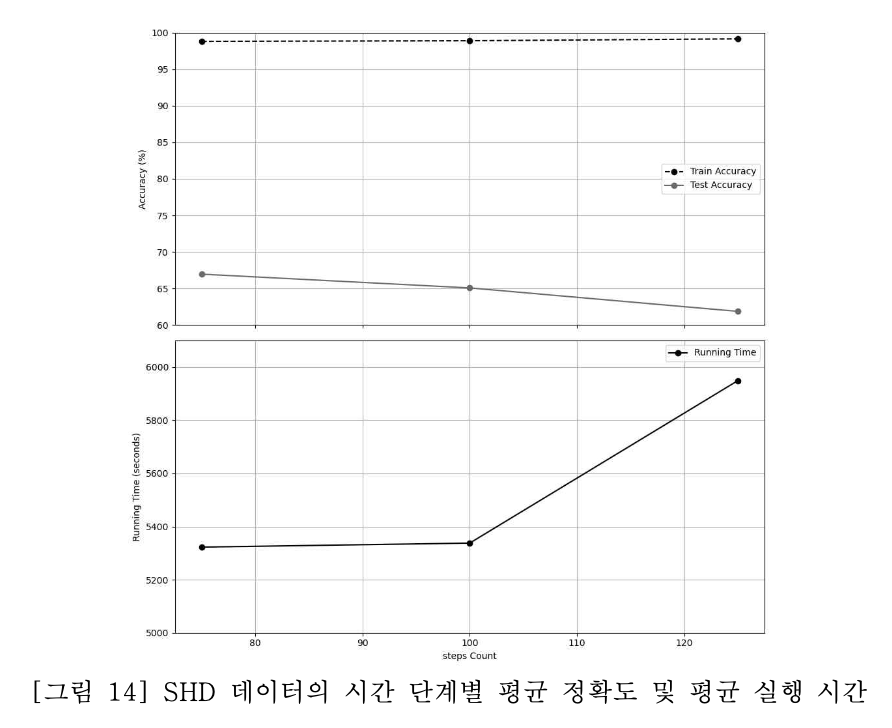 100
95
90
85
80
75
70
65
60
Accuracy (%)
Train Accuracy
Test Accuracy
6000
5800
5600
5400
5200
5000
Running Time (seconds)
Running Time
80 90 100 110 120
steps Count
[그림 14] SHD 데이터의 시간 단계별 평균 정확도 및 평균 실행 시간